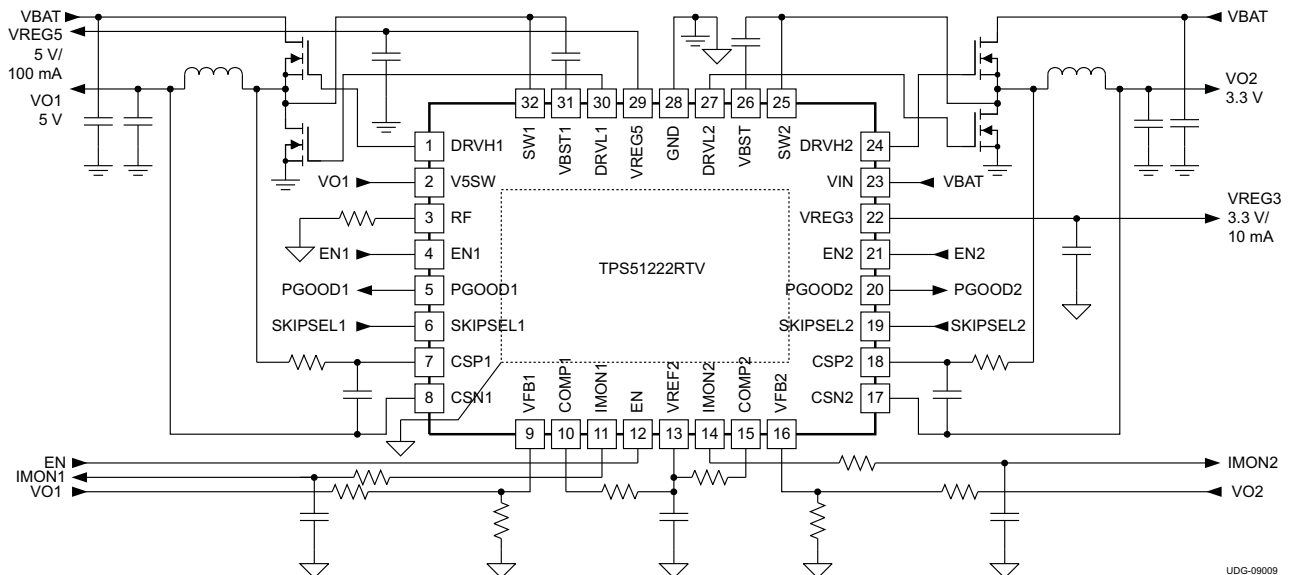 VBAT
VREG5
5 V/
100 mA
VO1
5 V
VBAT
VO2
3.3 V
32
31
30
29
28
27
26
25
SW1
VBST1
DRVL1
VREG5
GND
DRVL2
VBST
SW2
1
DRVH1
DRVH2
24
VO1
2
V5SW
VIN
23
VBAT
3
RF
VREG3
22
VREG3
3.3 V/
10 mA
EN1
4
EN1
EN2
21
EN2
TPS51222RTV
PGOOD1
5
PGOOD1
PGOOD2
20
PGOOD2
SKIPSEL1
6
SKIPSEL1
SKIPSEL2
19
SKIPSEL2
7
CSP1
CSP2
18
8
CSN1
CSN2
17
VFB1
COMP1
IMON1
EN
VREF2
IMON2
COMP2
VFB2
9
10
11
12
13
14
15
16
EN
IMON1
VO1
IMON2
VO2
UDG-09009